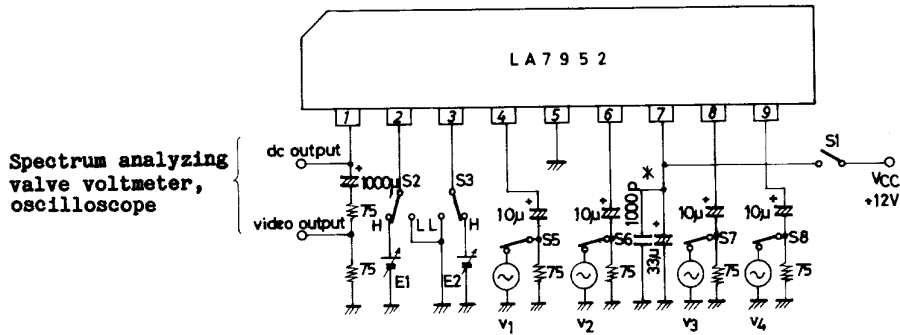 LA7952
1 2 3 4 5 6 7 8 9
Spectrum analyzing
valve voltmeter,
oscilloscope
dc output
video output
+
1000μ
75
75
S2
H
L
E1
S3
L
H
E2
10μ
+
S5
75
v1
10μ
+
S6
75
v2
1000p
*
33μ
+
10μ
+
S7
75
v3
10μ
+
S8
75
v4
S1
VCC
+12V